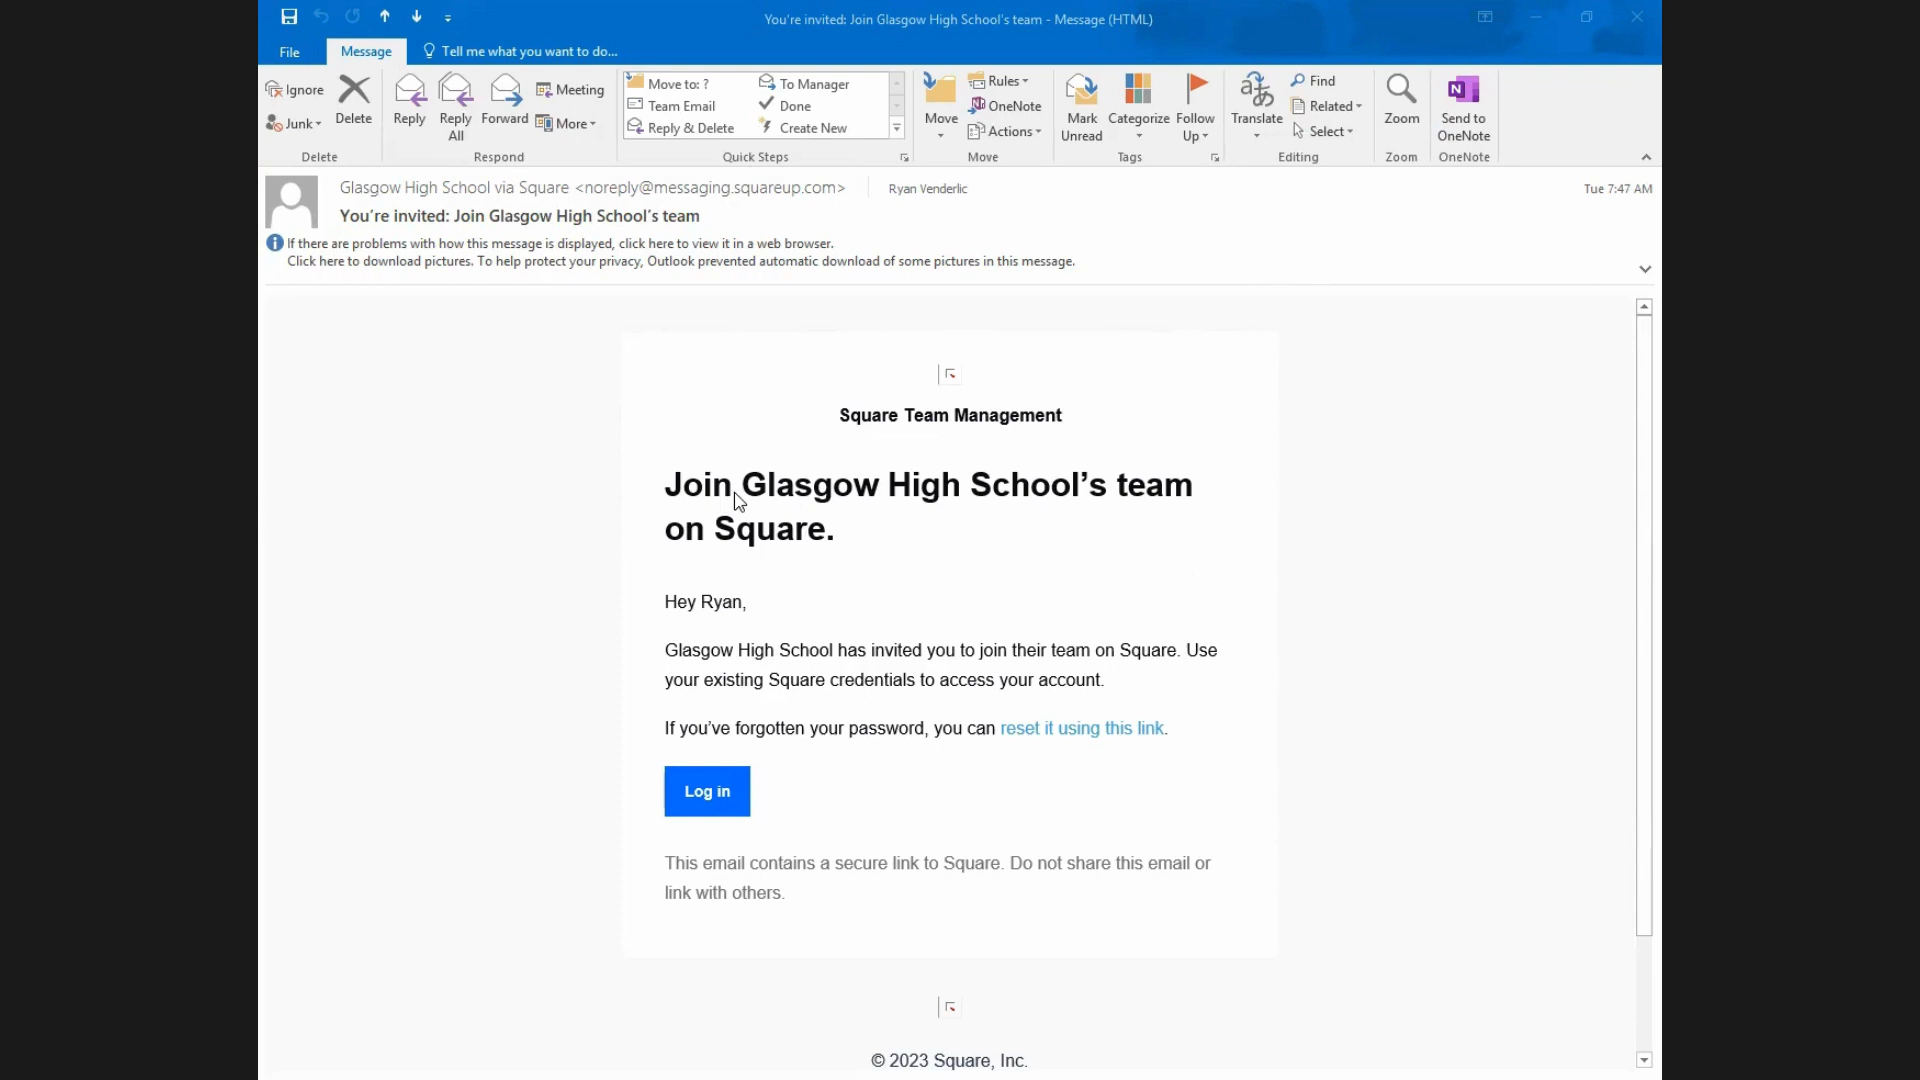 You're invited: Join Glasgow High School's team - Message (HTML)
File
Message
Tell me what you want to do...
Ignore
Junk
Delete
Delete
Reply
Reply All
Forward
Meeting
More
Respond
Move to: ?
Team Email
Reply & Delete
To Manager
Done
Create New
Quick Steps
Move
Rules
OneNote
Actions
Move
Mark Unread
Categorize
Follow Up
Tags
Translate
Find
Related
Select
Editing
Zoom
Zoom
Send to OneNote
OneNote
Glasgow High School via Square <noreply@messaging.squareup.com>
Ryan Venderlic
Tue 7:47 AM
You're invited: Join Glasgow High School's team
If there are problems with how this message is displayed, click here to view it in a web browser.
Click here to download pictures. To help protect your privacy, Outlook prevented automatic download of some pictures in this message.
Square Team Management
Join Glasgow High School's team
on Square.
Hey Ryan,
Glasgow High School has invited you to join their team on Square. Use
your existing Square credentials to access your account.
If you've forgotten your password, you can reset it using this link.
Log in
This email contains a secure link to Square. Do not share this email or
link with others.
© 2023 Square, Inc.